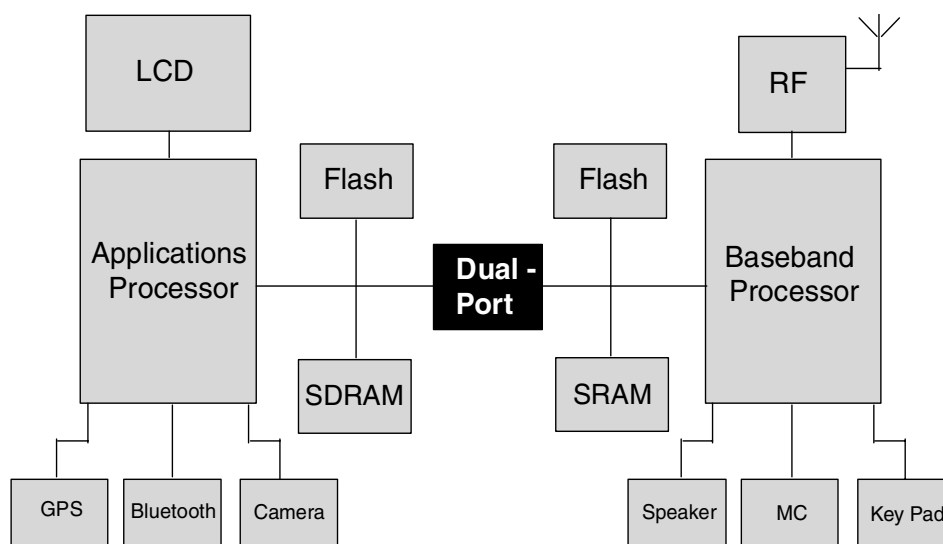 LCD
RF
Flash
Flash
Applications
Processor
Dual -
Port
Baseband
Processor
SDRAM
SRAM
GPS
Bluetooth
Camera
Speaker
MC
Key Pad